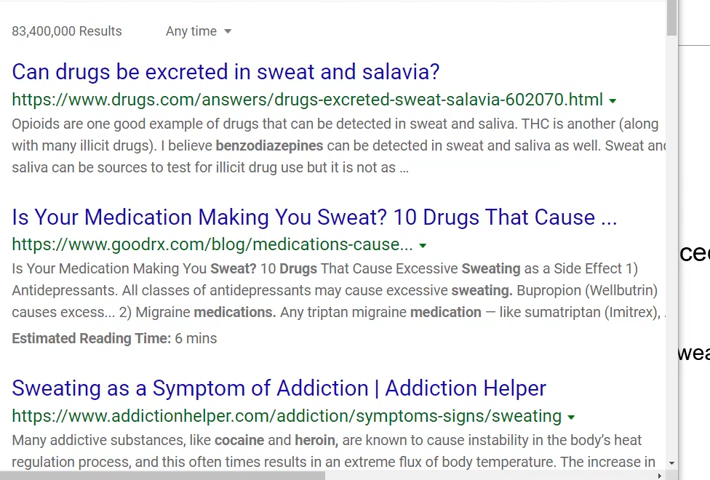 83,400,000 Results Any time
Can drugs be excreted in sweat and salavia?
https://www.drugs.com/answers/drugs-excreted-sweat-salavia-602070.html
Opioids are one good example of drugs that can be detected in sweat and saliva. THC is another (along
with many illicit drugs). I believe benzodiazepines can be detected in sweat and saliva as well. Sweat and
saliva can be sources to test for illicit drug use but it is not as ...
Is Your Medication Making You Sweat? 10 Drugs That Cause ...
https://www.goodrx.com/blog/medications-cause...
Is Your Medication Making You Sweat? 10 Drugs That Cause Excessive Sweating as a Side Effect 1)
Antidepressants. All classes of antidepressants may cause excessive sweating. Bupropion (Wellbutrin)
causes excess... 2) Migraine medications. Any triptan migraine medication — like sumatriptan (Imitrex), .
Estimated Reading Time: 6 mins
Sweating as a Symptom of Addiction | Addiction Helper
https://www.addictionhelper.com/addiction/symptoms-signs/sweating
Many addictive substances, like cocaine and heroin, are known to cause instability in the body's heat
regulation process, and this often times results in an extreme flux of body temperature. The increase in